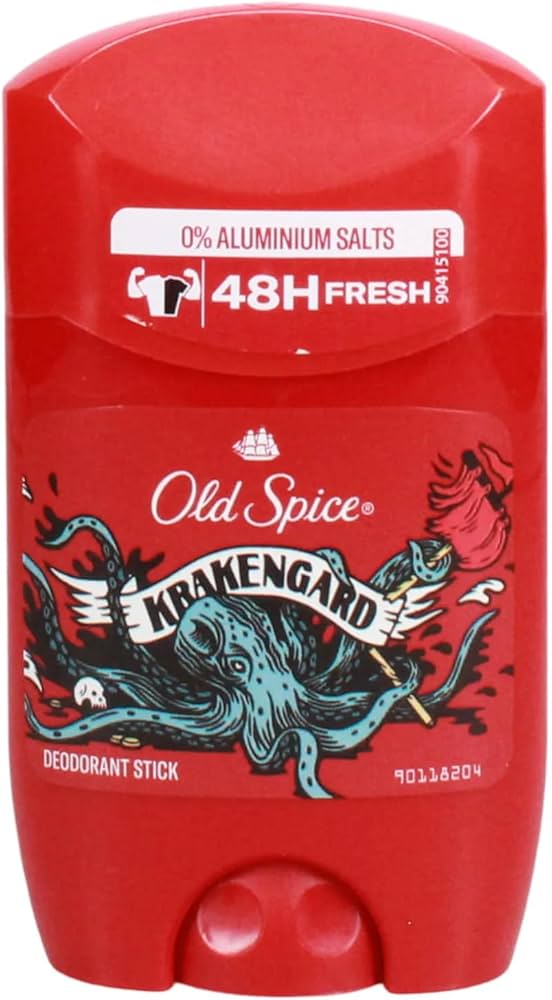 0% ALUMINIUM SALTS
48H FRESH
90415100
Old Spice®
KRAKENGARD
DEODORANT STICK
90118204